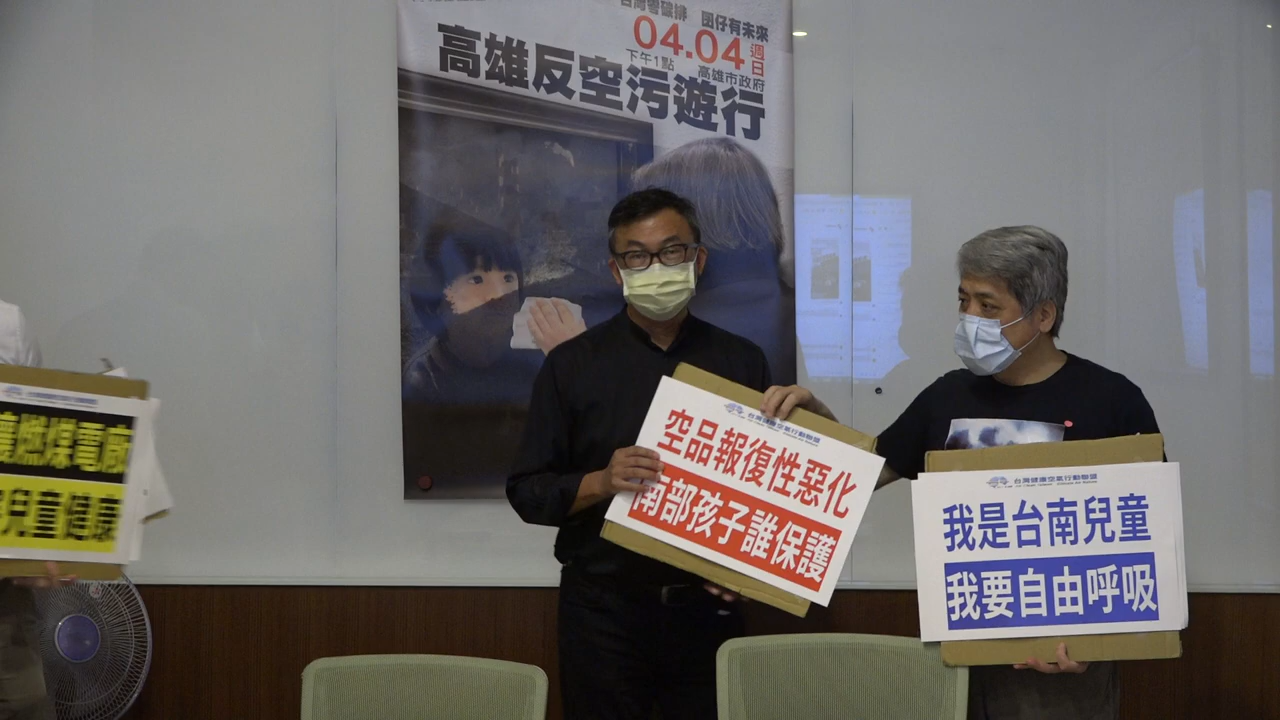 台灣零碳排 囝仔有未來
04.04 週日
下午1點 高雄市政府
高雄反空污遊行
燃煤電廠
兒童健康
台灣健康空氣行動聯盟
空品報復性惡化
南部孩子誰保護
台灣健康空氣行動聯盟
我是台南兒童
我要自由呼吸